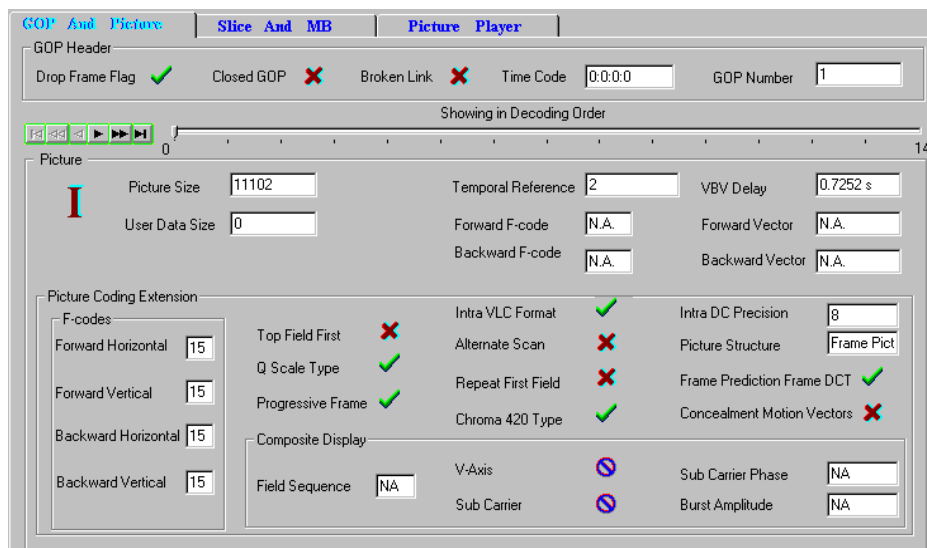 GOP And Picture
Slice And MB
Picture Player
GOP Header
Drop Frame Flag
Closed GOP
Broken Link
Time Code 0:0:0:0
GOP Number 1
Showing in Decoding Order
0
14
Picture
I
Picture Size 11102
Temporal Reference 2
VBV Delay 0.7252 s
User Data Size 0
Forward F-code N.A.
Forward Vector N.A.
Backward F-code N.A.
Backward Vector N.A.
Picture Coding Extension
F-codes
Forward Horizontal 15
Forward Vertical 15
Backward Horizontal 15
Backward Vertical 15
Top Field First
Q Scale Type
Progressive Frame
Intra VLC Format
Alternate Scan
Repeat First Field
Chroma 420 Type
Intra DC Precision 8
Picture Structure Frame Pict
Frame Prediction Frame DCT
Concealment Motion Vectors
Composite Display
Field Sequence NA
V-Axis
Sub Carrier
Sub Carrier Phase NA
Burst Amplitude NA